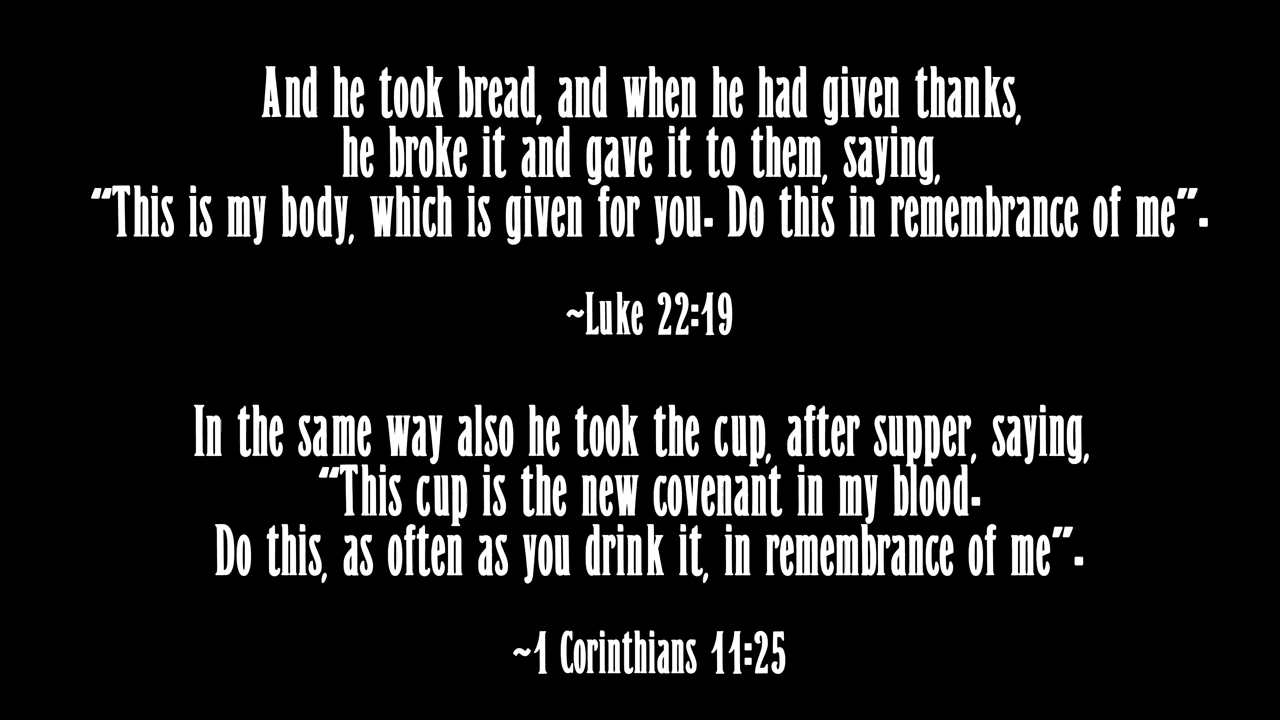 And he took bread, and when he had given thanks,
he broke it and gave it to them, saying,
“This is my body, which is given for you. Do this in remembrance of me”.
~Luke 22:19
In the same way also he took the cup, after supper, saying,
“This cup is the new covenant in my blood.
Do this, as often as you drink it, in remembrance of me”.
~1 Corinthians 11:25